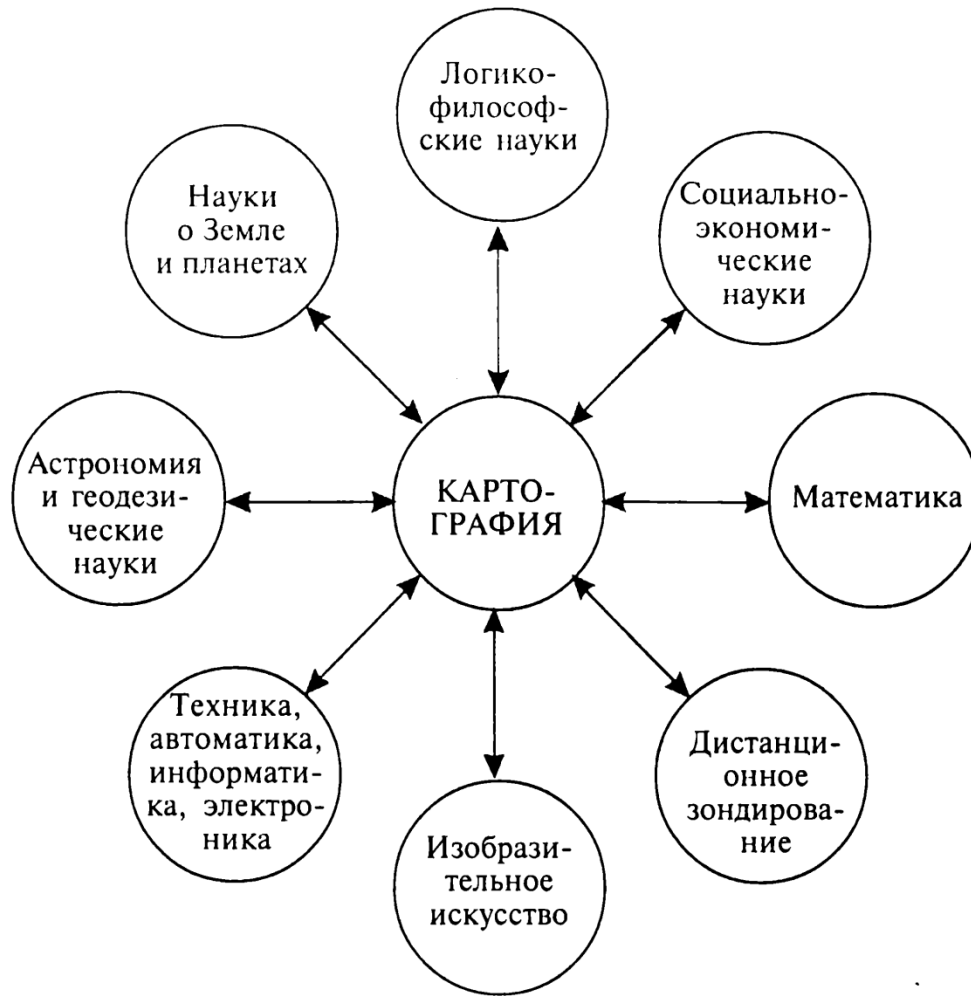 Логико-
философ-
ские науки
Науки
о Земле
и планетах
Социально-
экономи-
ческие
науки
Астрономия
и геодези-
ческие
науки
КАРТО-
ГРАФИЯ
Математика
Техника,
автоматика,
информати-
ка, электро-
ника
Дистанци-
онное
зондирова-
ние
Изобрази-
тельное
искусство